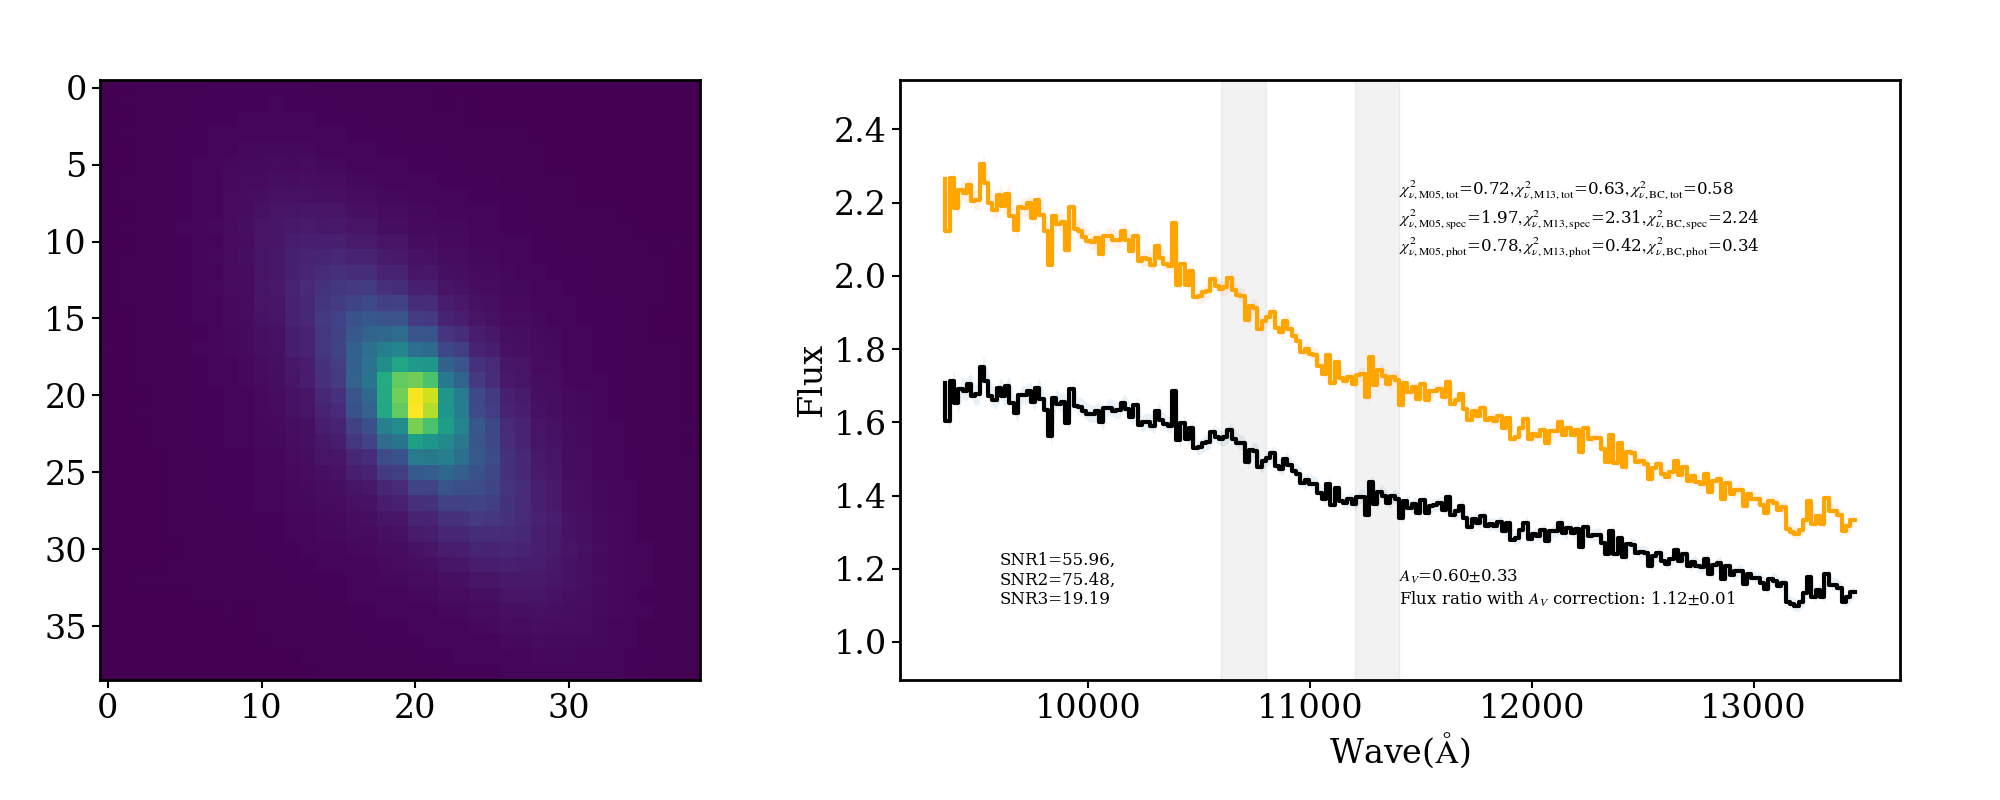 0
5
10
15
20
25
30
35
0 10 20 30
Flux
2.4
2.2
2.0
1.8
1.6
1.4
1.2
1.0
χ²ν,M05,tot=0.72,χ²ν,M13,tot=0.63,χ²ν,BC,tot=0.58
χ²ν,M05,spec=1.97,χ²ν,M13,spec=2.31,χ²ν,BC,spec=2.24
χ²ν,M05,phot=0.78,χ²ν,M13,phot=0.42,χ²ν,BC,phot=0.34
SNR1=55.96,
SNR2=75.48,
SNR3=19.19
AV=0.60±0.33
Flux ratio with AV correction: 1.12±0.01
10000 11000 12000 13000
Wave(Å)